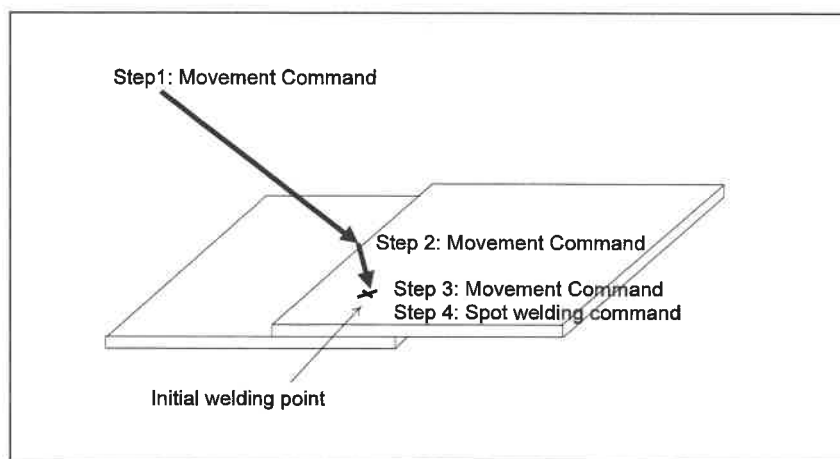 Step1: Movement Command
Step 2: Movement Command
Step 3: Movement Command
Step 4: Spot welding command
Initial welding point